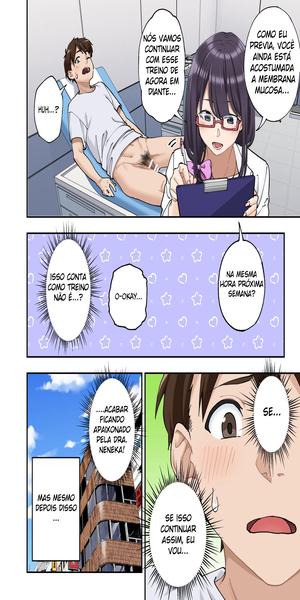 COMO EU
PREVIA, VOCÊ
AINDA ESTÁ
ACOSTUMADA
A MEMBRANA
MUCOSA...
NÓS VAMOS
CONTINUAR
COM ESSE
TREINO DE
AGORA EM
DIANTE...
HUH...?
NA MESMA
HORA PRÓXIMA
SEMANA?
O-OKAY...
ISSO CONTA
COMO TREINO
NÃO É...?
SE...
SE ISSO
CONTINUAR
ASSIM, EU
VOU...
....ACABAR
FICANDO
APAIXONADO
PELA DRA.
NENEKA!
MAS MESMO
DEPOIS DISSO
...